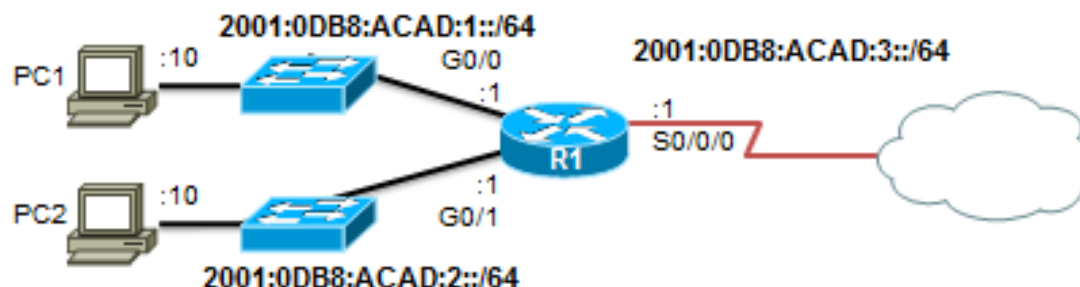 2001:0DB8:ACAD:1::/64
G0/0
:10
PC1
:1
2001:0DB8:ACAD:3::/64
:1
S0/0/0
R1
:10
PC2
:1
G0/1
2001:0DB8:ACAD:2::/64